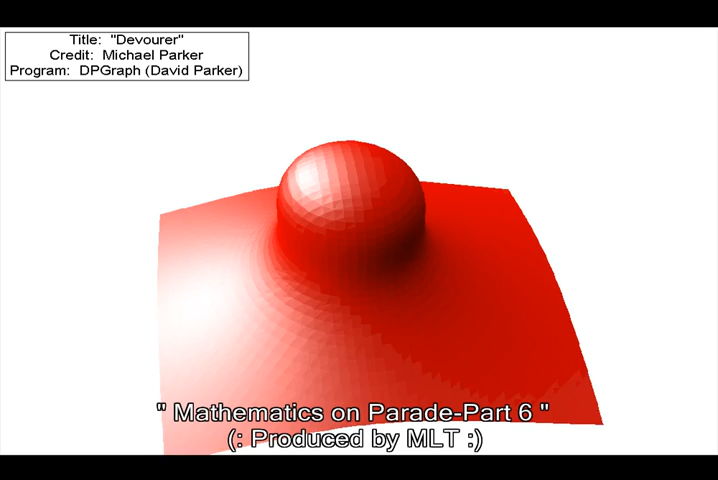 Title: "Devourer"
Credit: Michael Parker
Program: DPGraph (David Parker)
" Mathematics on Parade-Part 6 "
(: Produced by MLT :)